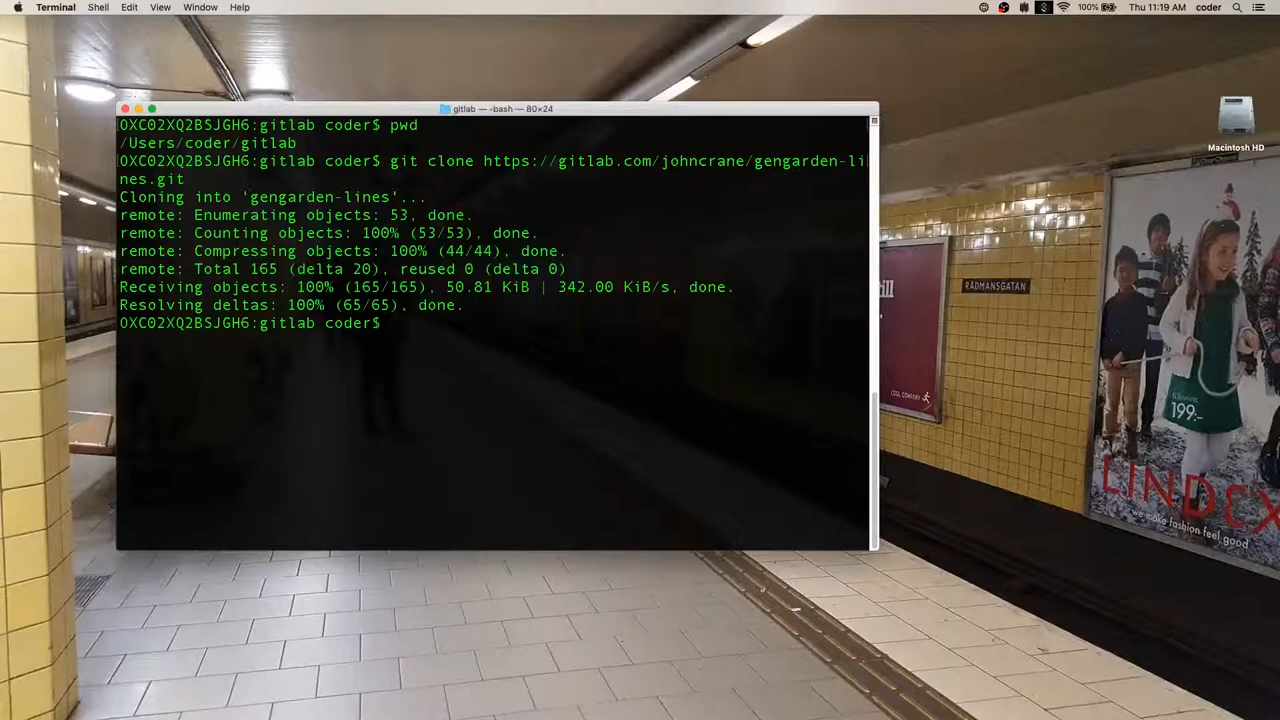 Terminal Shell Edit View Window Help
100% Thu 11:19 AM coder
Macintosh HD
gitlab — -bash — 80×24
OXC02XQ2BSJGH6:gitlab coder$ pwd
/Users/coder/gitlab
OXC02XQ2BSJGH6:gitlab coder$ git clone https://gitlab.com/johncrane/gengarden-li
nes.git
Cloning into 'gengarden-lines'...
remote: Enumerating objects: 53, done.
remote: Counting objects: 100% (53/53), done.
remote: Compressing objects: 100% (44/44), done.
remote: Total 165 (delta 20), reused 0 (delta 0)
Receiving objects: 100% (165/165), 50.81 KiB | 342.00 KiB/s, done.
Resolving deltas: 100% (65/65), done.
OXC02XQ2BSJGH6:gitlab coder$
RÅDMANSGATAN
COOL COMPANY
199:-
LINDEX
we make fashion feel good